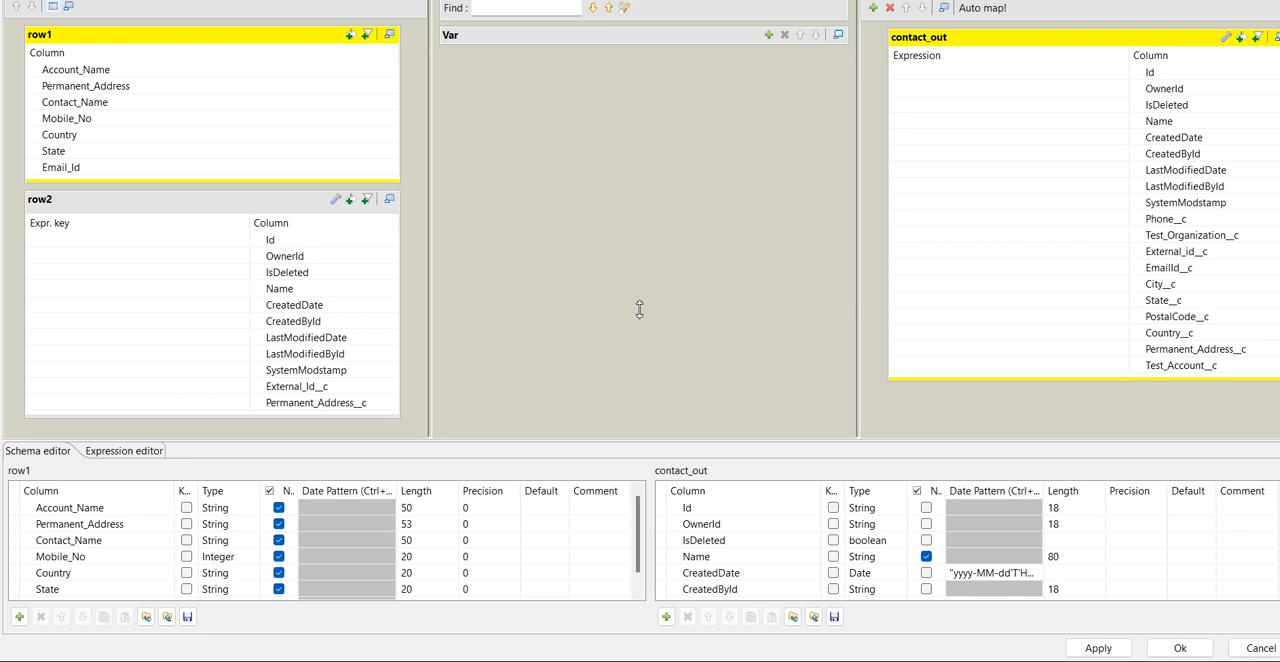 Find :
Auto map!
row1
Column
Account_Name
Permanent_Address
Contact_Name
Mobile_No
Country
State
Email_Id
row2
Expr. key
Column
Id
OwnerId
IsDeleted
Name
CreatedDate
CreatedById
LastModifiedDate
LastModifiedById
SystemModstamp
External_Id__c
Permanent_Address__c
Var
contact_out
Expression
Column
Id
OwnerId
IsDeleted
Name
CreatedDate
CreatedById
LastModifiedDate
LastModifiedById
SystemModstamp
Phone__c
Test_Organization__c
External_id__c
EmailId__c
City__c
State__c
PostalCode__c
Country__c
Permanent_Address__c
Test_Account__c
Schema editor Expression editor
row1
Column K... Type N.. Date Pattern (Ctrl+... Length Precision Default Comment
Account_Name String 50 0
Permanent_Address String 53 0
Contact_Name String 50 0
Mobile_No Integer 20 0
Country String 20 0
State String 20 0
contact_out
Column K... Type N.. Date Pattern (Ctrl+... Length Precision Default Comment
Id String 18
OwnerId String 18
IsDeleted boolean
Name String 80
CreatedDate Date "yyyy-MM-dd'T'H...
CreatedById String 18
Apply Ok Cancel